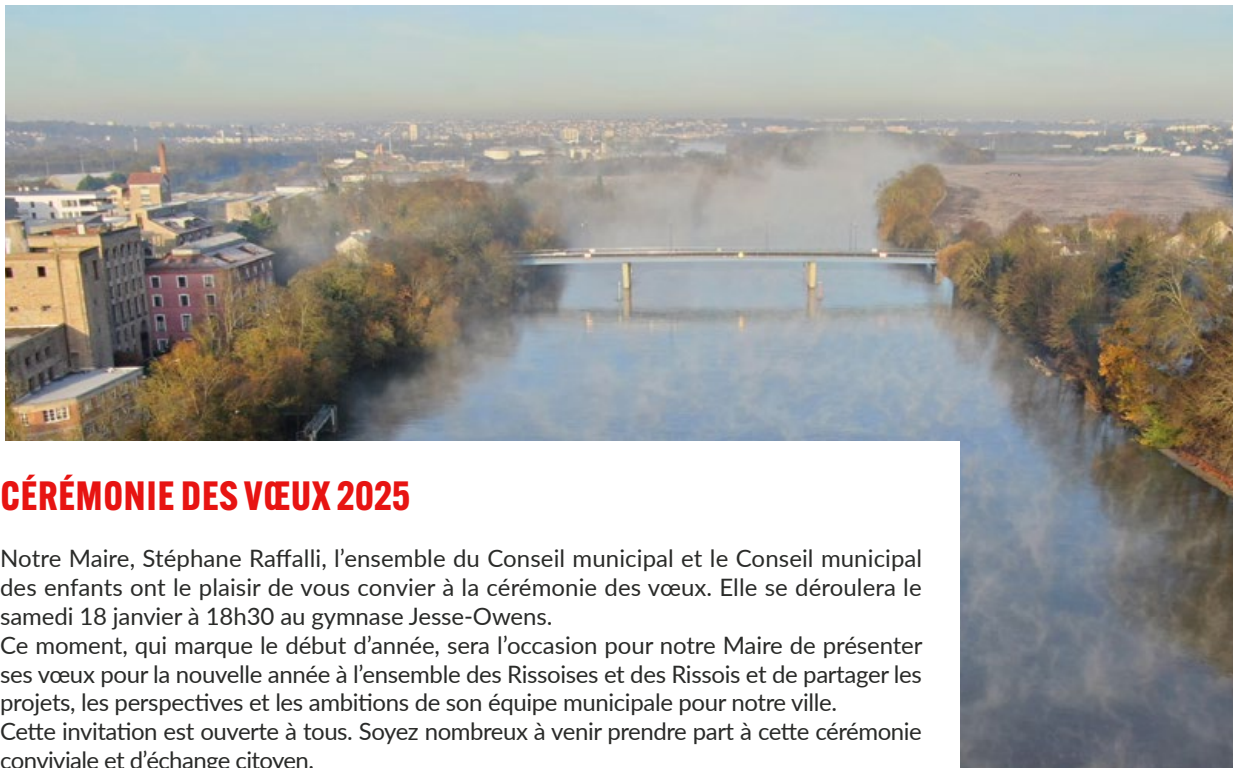 CÉRÉMONIE DES VŒUX 2025
Notre Maire, Stéphane Raffalli, l’ensemble du Conseil municipal et le Conseil municipal
des enfants ont le plaisir de vous convier à la cérémonie des vœux. Elle se déroulera le
samedi 18 janvier à 18h30 au gymnase Jesse-Owens.
Ce moment, qui marque le début d’année, sera l’occasion pour notre Maire de présenter
ses vœux pour la nouvelle année à l’ensemble des Rissoises et des Rissois et de partager les
projets, les perspectives et les ambitions de son équipe municipale pour notre ville.
Cette invitation est ouverte à tous. Soyez nombreux à venir prendre part à cette cérémonie
conviviale et d’échange citoyen.